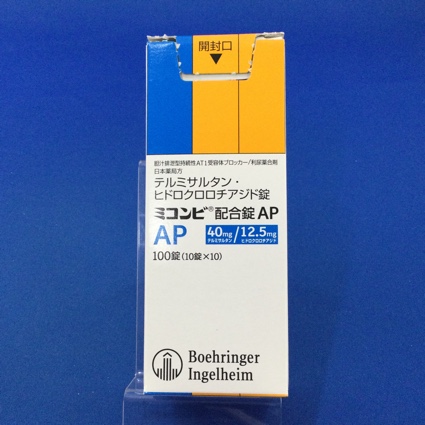 開封口
胆汁排泄型持続性AT1受容体ブロッカー/利尿薬合剤
日本薬局方
テルミサルタン・
ヒドロクロロチアジド錠
ミコンビ®配合錠AP
AP 40mg/12.5mg
テルミサルタン ヒドロクロロチアジド
100錠(10錠×10)
Boehringer
Ingelheim